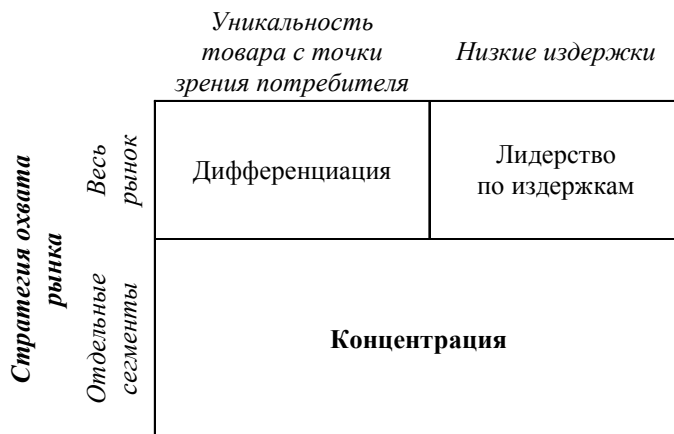 Уникальность
товара с точки
зрения потребителя
Низкие издержки
Стратегия охвата
рынка
Весь
рынок
Дифференциация
Лидерство
по издержкам
Отдельные
сегменты
Концентрация